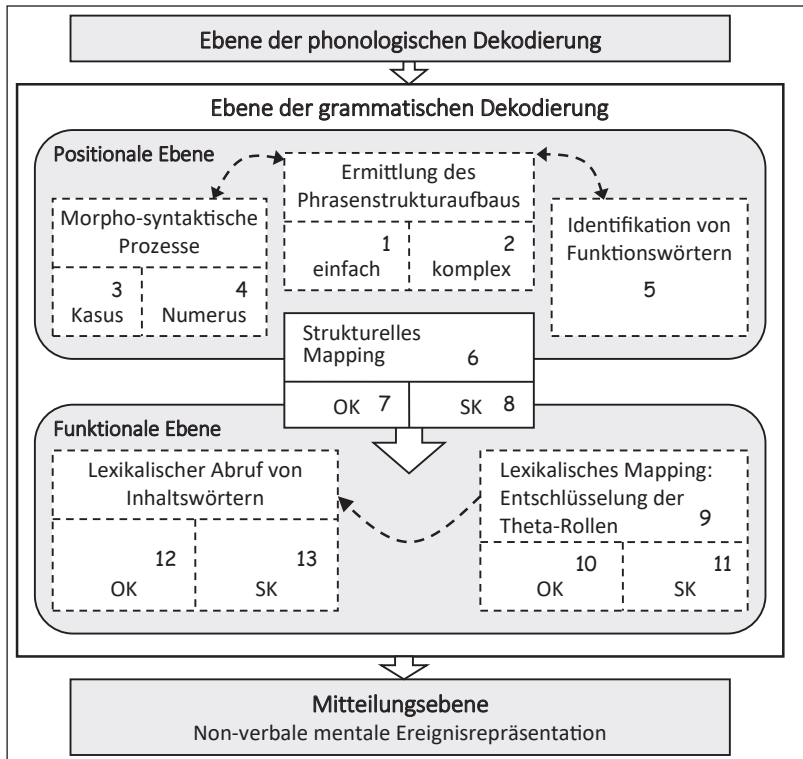 Ebene der phonologischen Dekodierung
Ebene der grammatischen Dekodierung
Positionale Ebene
Morpho-syntaktische
Prozesse
3
Kasus
4
Numerus
Ermittlung des
Phrasenstrukturaufbaus
1
einfach
2
komplex
Identifikation von
Funktionswörtern
5
Strukturelles
Mapping
6
OK 7
SK 8
Funktionale Ebene
Lexikalischer Abruf von
Inhaltswörtern
12
OK
13
SK
Lexikalisches Mapping:
Entschlüsselung der
Theta-Rollen 9
10
OK
11
SK
Mitteilungsebene
Non-verbale mentale Ereignisrepräsentation